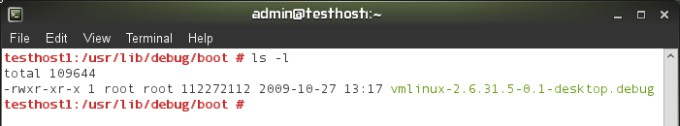 admin@testhost1:~
File Edit View Terminal Help
testhost1:/usr/lib/debug/boot # ls -l
total 109644
-rwxr-xr-x 1 root root 112272112 2009-10-27 13:17 vmlinux-2.6.31.5-0.1-desktop.debug
testhost1:/usr/lib/debug/boot #